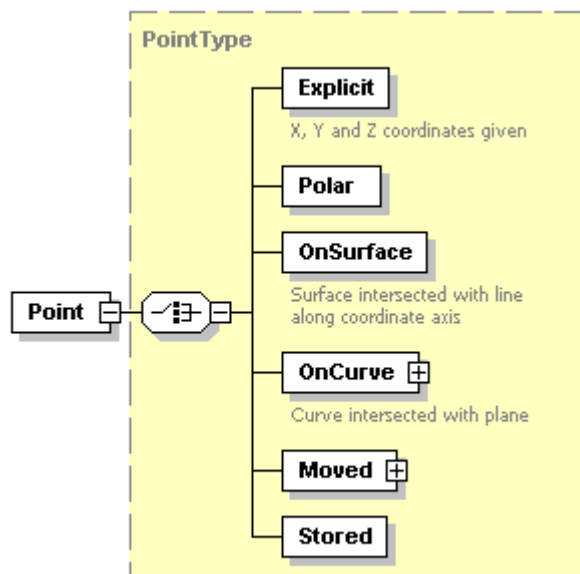 PointType
Explicit
X, Y and Z coordinates given
Polar
OnSurface
Surface intersected with line
along coordinate axis
Point
OnCurve
Curve intersected with plane
Moved
Stored